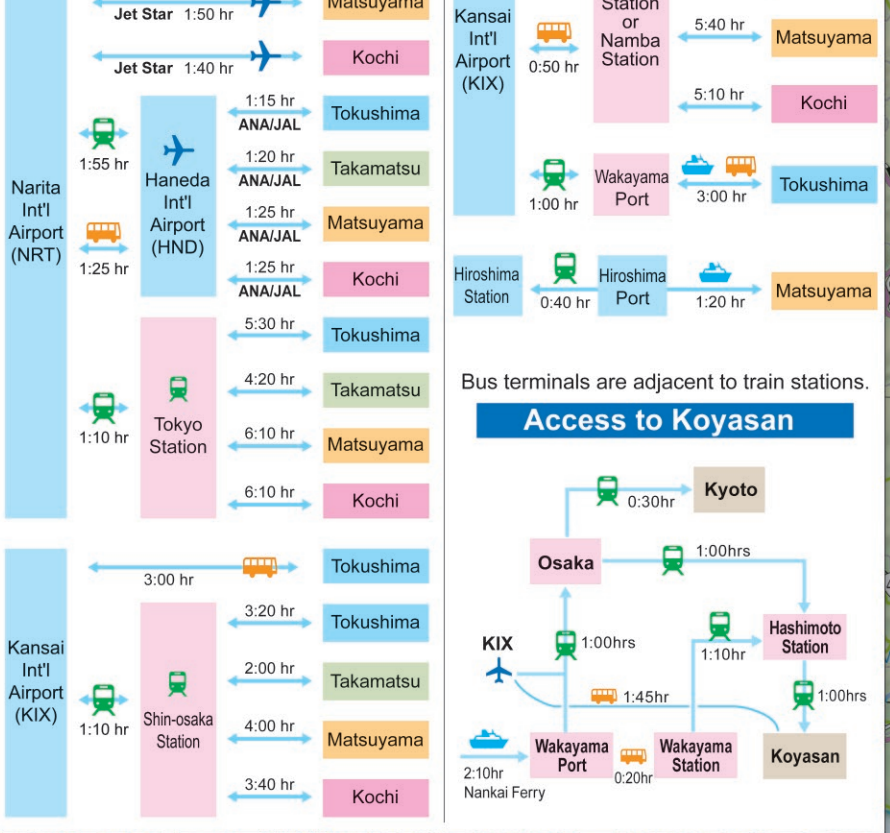 Matsuyama
Jet Star 1:50 hr
Kochi
Jet Star 1:40 hr
Narita
Int'l
Airport
(NRT)
1:55 hr
1:25 hr
Haneda
Int'l
Airport
(HND)
1:15 hr
ANA/JAL
Tokushima
1:20 hr
ANA/JAL
Takamatsu
1:25 hr
ANA/JAL
Matsuyama
1:25 hr
ANA/JAL
Kochi
1:10 hr
Tokyo
Station
5:30 hr
Tokushima
4:20 hr
Takamatsu
6:10 hr
Matsuyama
6:10 hr
Kochi
Kansai
Int'l
Airport
(KIX)
3:00 hr
Tokushima
1:10 hr
Shin-osaka
Station
3:20 hr
Tokushima
2:00 hr
Takamatsu
4:00 hr
Matsuyama
3:40 hr
Kochi
Kansai
Int'l
Airport
(KIX)
0:50 hr
Station
or
Namba
Station
5:40 hr
Matsuyama
5:10 hr
Kochi
1:00 hr
Wakayama
Port
3:00 hr
Tokushima
Hiroshima
Station
0:40 hr
Hiroshima
Port
1:20 hr
Matsuyama
Bus terminals are adjacent to train stations.
Access to Koyasan
Kyoto
0:30hr
Osaka
1:00hrs
Hashimoto
Station
KIX
1:00hrs
1:10hr
1:45hr
1:00hrs
Wakayama
Port
Wakayama
Station
Koyasan
2:10hr
Nankai Ferry
0:20hr